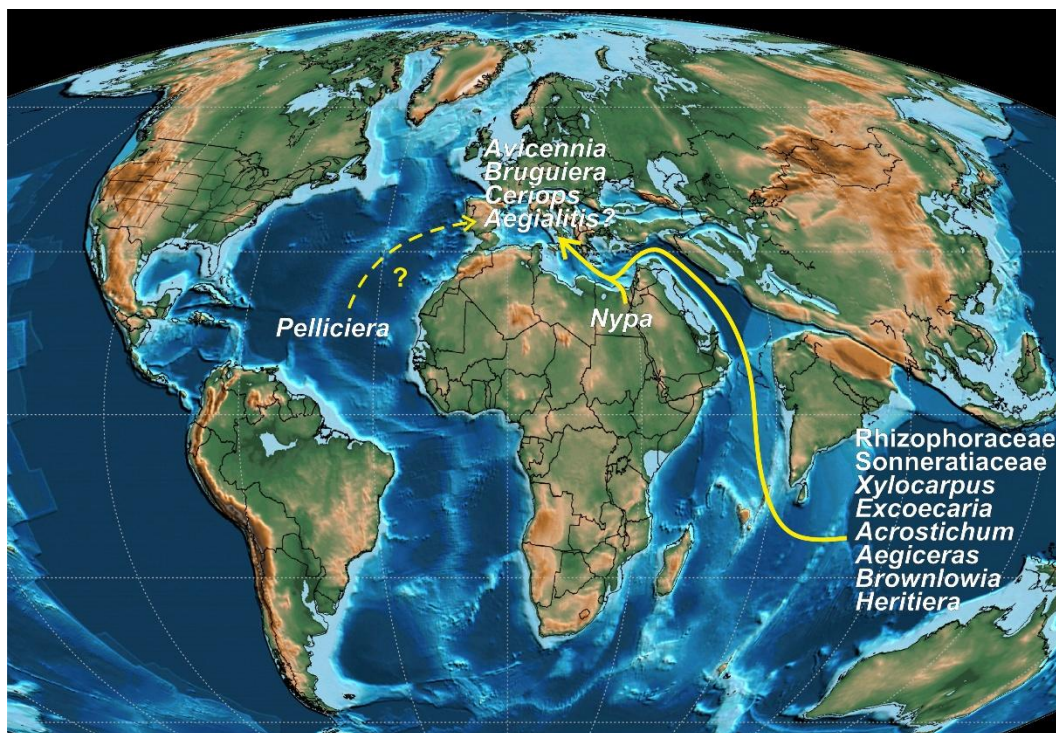 Avicennia
Bruguiera
Ceriops
Aegialitis?
?
Pelliciera
Nypa
Rhizophoraceae
Sonneratiaceae
Xylocarpus
Excoecaria
Acrostichum
Aegiceras
Brownlowia
Heritiera